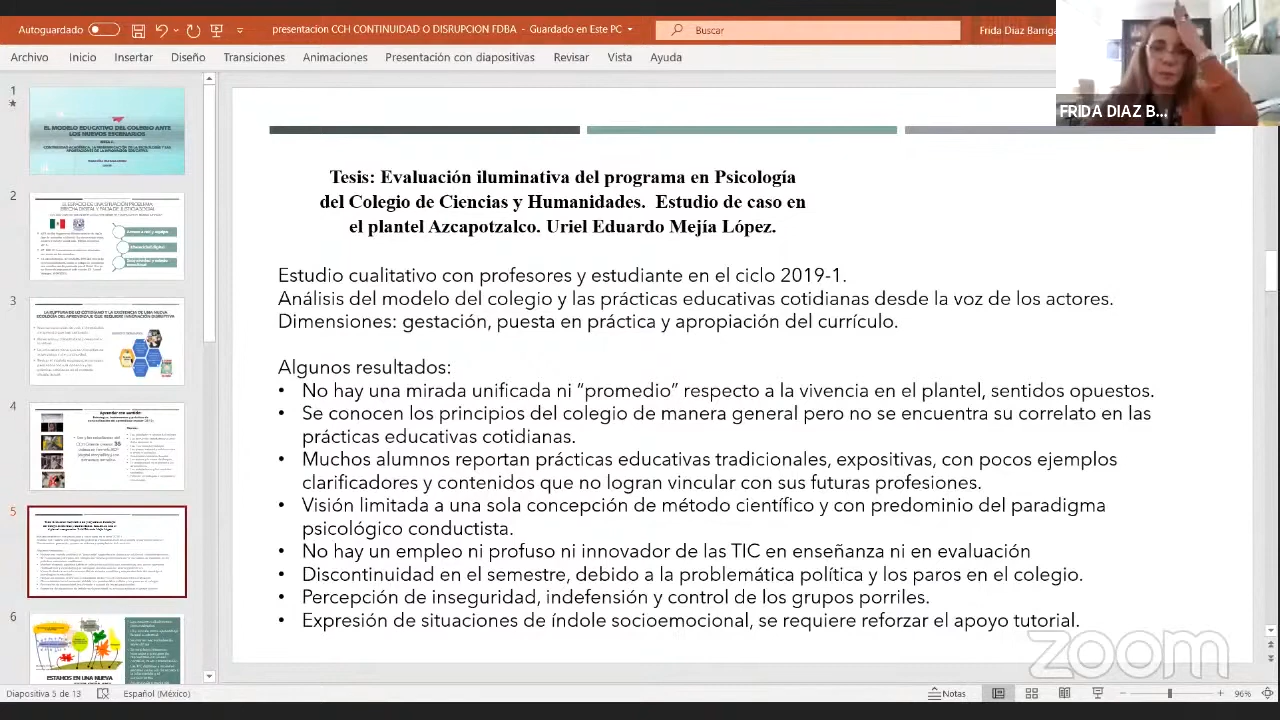 Autoguardado
presentacion CCH CONTINUIDAD O DISRUPCION FDBA - Guardado en Este PC
Buscar
Frida Diaz Barriga
Archivo Inicio Insertar Diseño Transiciones Animaciones Presentación con diapositivas Revisar Vista Ayuda
FRIDA DIAZ B...
1
EL MODELO EDUCATIVO DEL COLEGIO ANTE
LOS NUEVOS ESCENARIOS
2
3
4
Aprender con sentido
5
ESTAMOS EN UNA NUEVA
Tesis: Evaluación iluminativa del programa en Psicología
del Colegio de Ciencias y Humanidades. Estudio de caso en
el plantel Azcapotzalco. Uriel Eduardo Mejía López.
Estudio cualitativo con profesores y estudiante en el ciclo 2019-1.
Análisis del modelo del colegio y las prácticas educativas cotidianas desde la voz de los actores.
Dimensiones: gestación, puesta en práctica y apropiación del currículo.
Algunos resultados:
• No hay una mirada unificada ni “promedio” respecto a la vivencia en el plantel, sentidos opuestos.
• Se conocen los principios del colegio de manera general pero no se encuentra su correlato en las
prácticas educativas cotidianas.
• Muchos alumnos reportan prácticas educativas tradicionales expositivas, con pocos ejemplos
clarificadores y contenidos que no logran vincular con sus futuras profesiones.
• Visión limitada a una sola concepción de método científico y con predominio del paradigma
psicológico conductista.
• No hay un empleo ni profuso ni innovador de las TIC en enseñanza ni en evaluación
• Discontinuidad en el semestre, debido a la problemática política y los paros en el colegio.
• Percepción de inseguridad, indefensión y control de los grupos porriles.
• Expresión de situaciones de índole socioemocional, se requiere reforzar el apoyo tutorial.
zoom
Diapositiva 5 de 13
Español (México)
Notas
96%